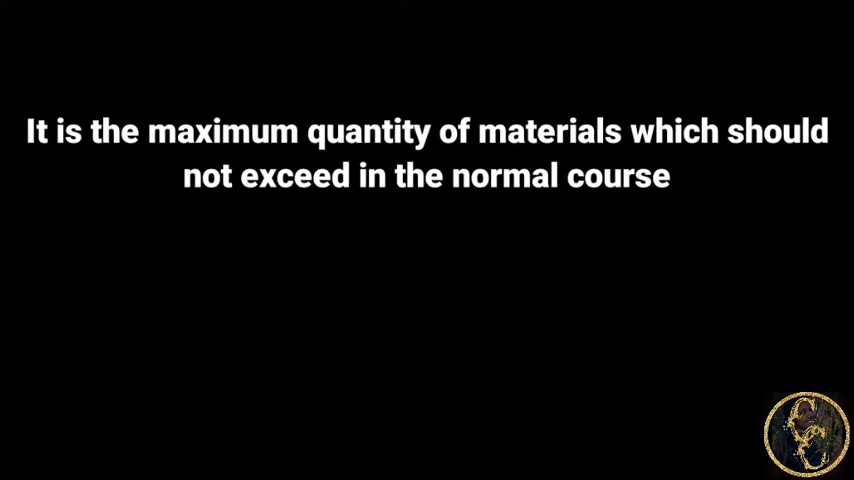 It is the maximum quantity of materials which should
not exceed in the normal course